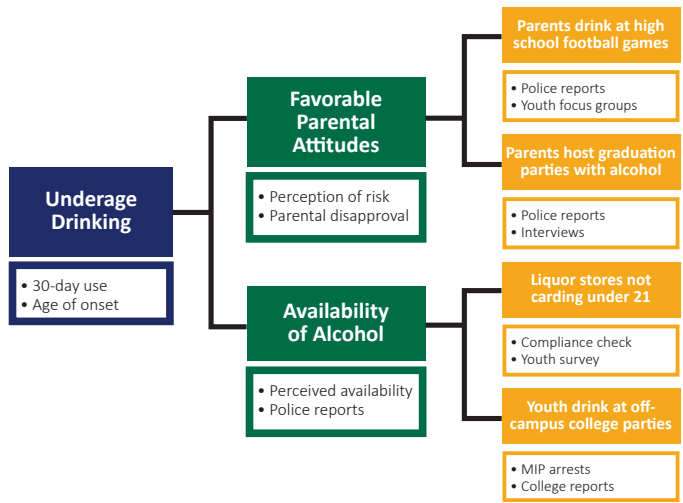 Underage
Drinking
• 30-day use
• Age of onset
Favorable
Parental
Attitudes
• Perception of risk
• Parental disapproval
Availability
of Alcohol
• Perceived availability
• Police reports
Parents drink at high
school football games
• Police reports
• Youth focus groups
Parents host graduation
parties with alcohol
• Police reports
• Interviews
Liquor stores not
carding under 21
• Compliance check
• Youth survey
Youth drink at off-
campus college parties
• MIP arrests
• College reports